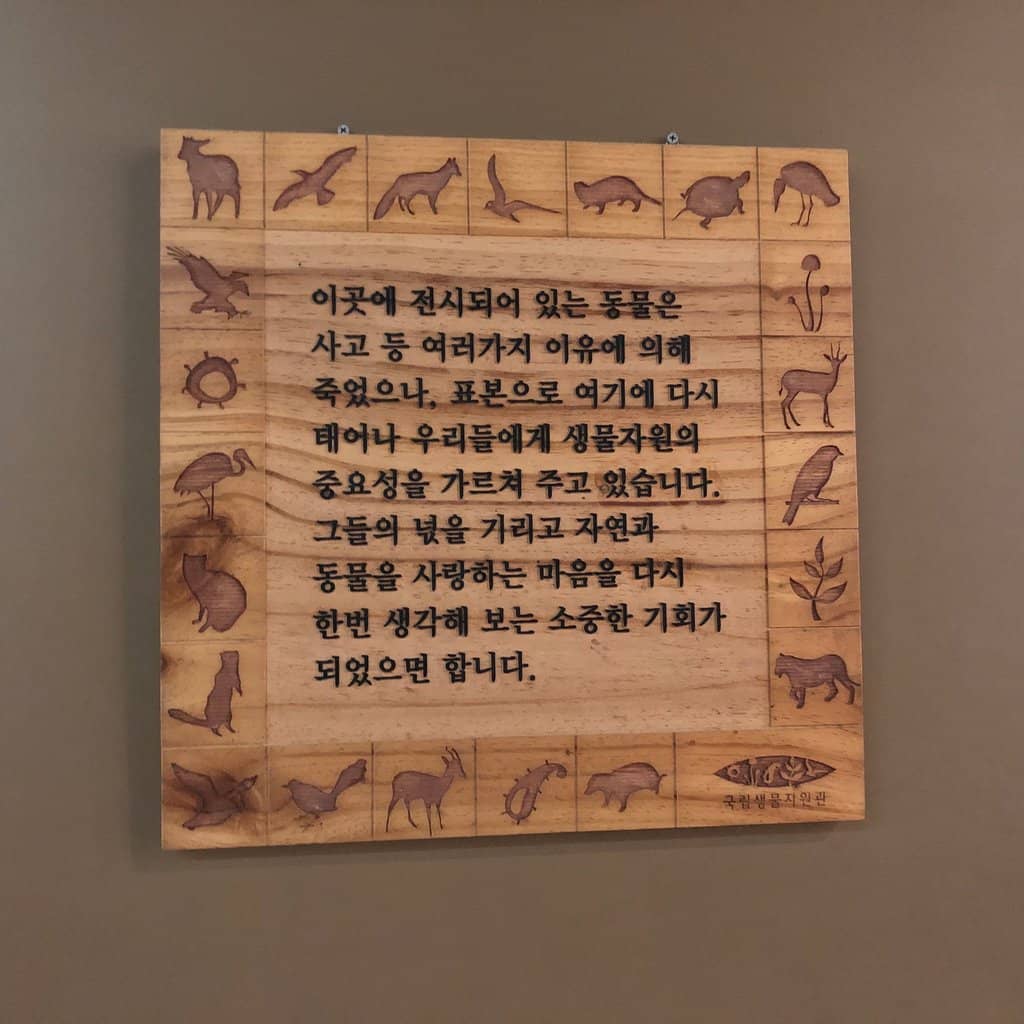 이곳에 전시되어 있는 동물은
사고 등 여러가지 이유에 의해
죽었으나, 표본으로 여기에 다시
태어나 우리들에게 생물자원의
중요성을 가르쳐 주고 있습니다.
그들의 넋을 기리고 자연과
동물을 사랑하는 마음을 다시
한번 생각해 보는 소중한 기회가
되었으면 합니다.
국립생물자원관